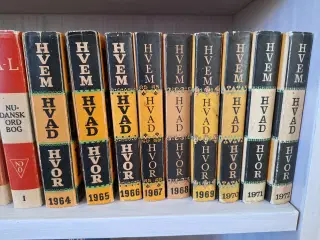 A-L
NU-
DANSK
ORD
BOG
1
HVEM
HVAD
HVOR
1964
HVEM
HVAD
HVOR
1965
HVEM
HVAD
HVOR
1966
HVEM
HVAD
HVOR
1967
HVEM
HVAD
HVOR
1968
HVEM
HVAD
HVOR
1969
HVEM
HVAD
HVOR
1970
HVEM
HVAD
HVOR
1971
HVEM
HVAD
HVOR
1972